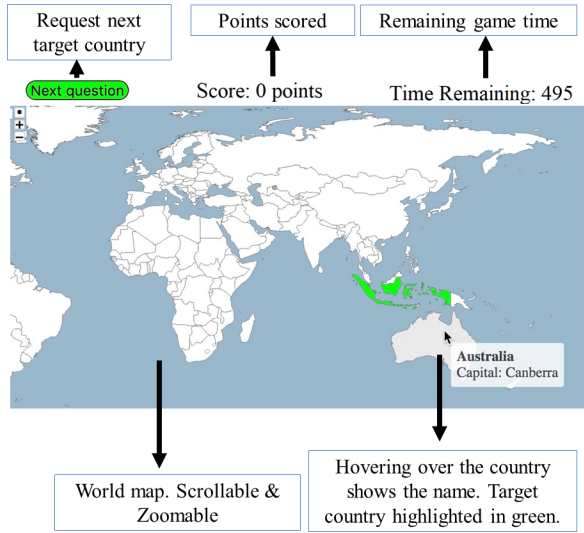 Request next
target country
Points scored
Remaining game time
Next question
Score: 0 points
Time Remaining: 495
+
−
Australia
Capital: Canberra
World map. Scrollable &
Zoomable
Hovering over the country
shows the name. Target
country highlighted in green.